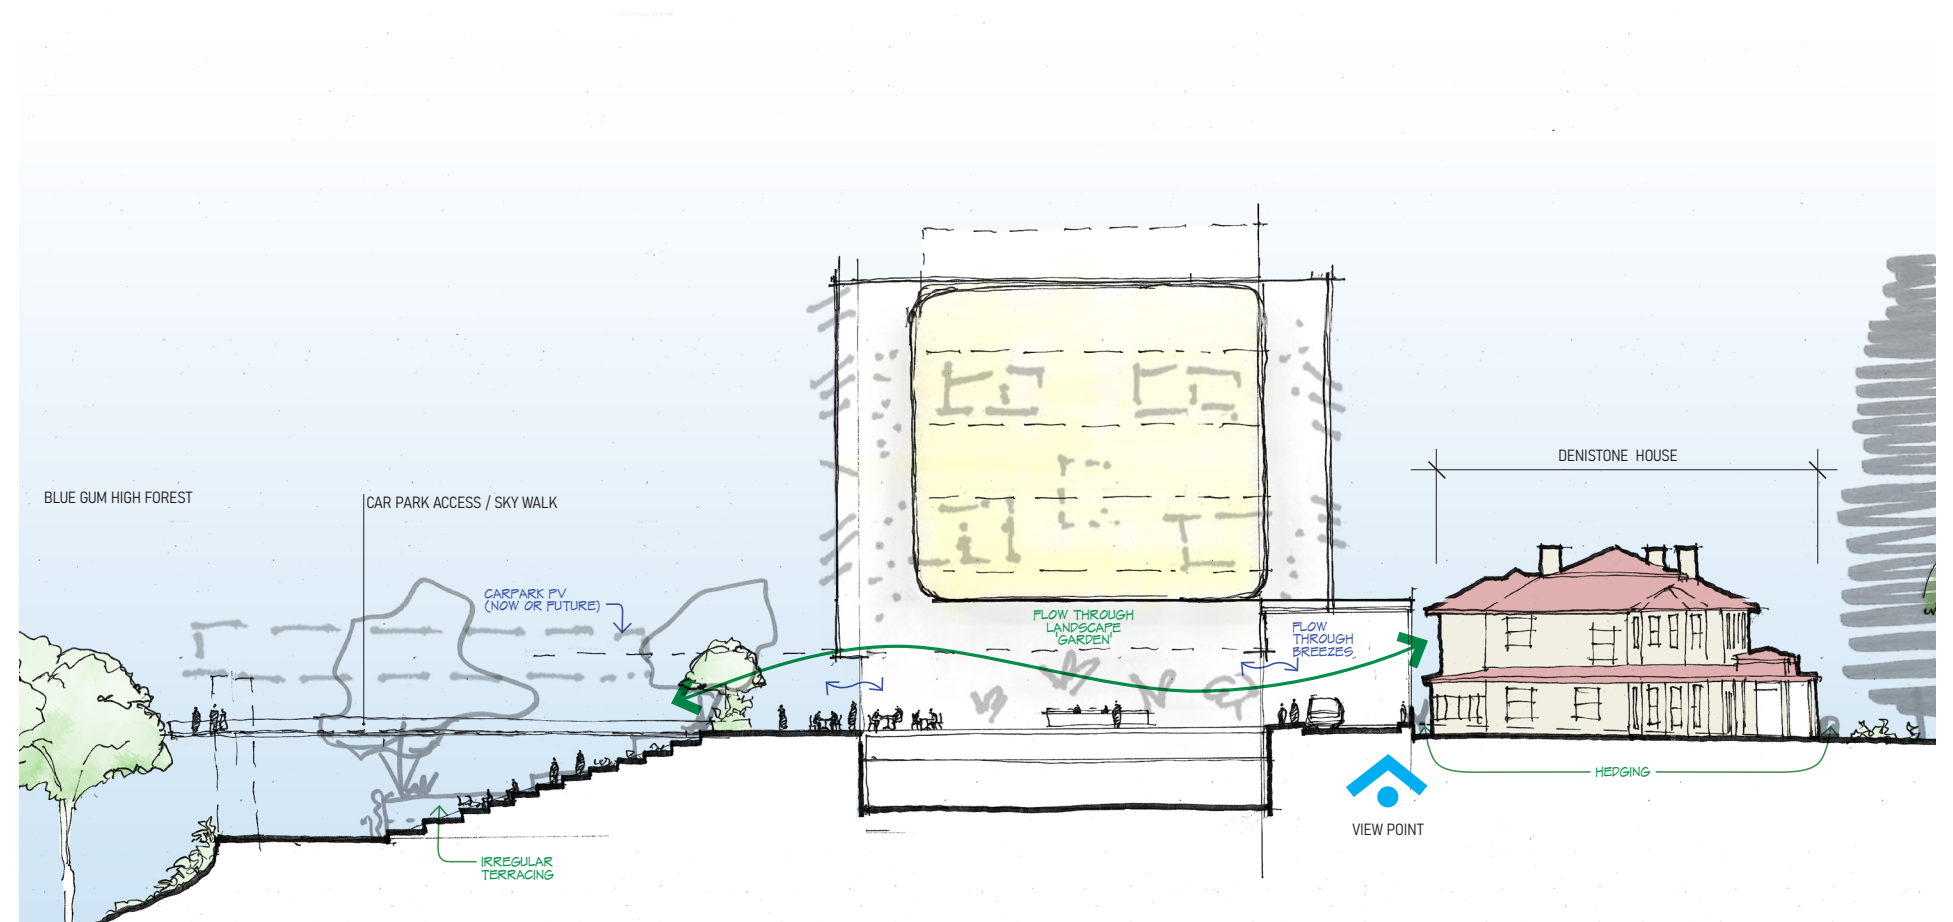 BLUE GUM HIGH FOREST
CAR PARK ACCESS / SKY WALK
CARPARK PV
(NOW OR FUTURE)
FLOW THROUGH
LANDSCAPE
'GARDEN'
FLOW
THROUGH
BREEZES
DENISTONE HOUSE
HEDGING
VIEW POINT
IRREGULAR
TERRACING